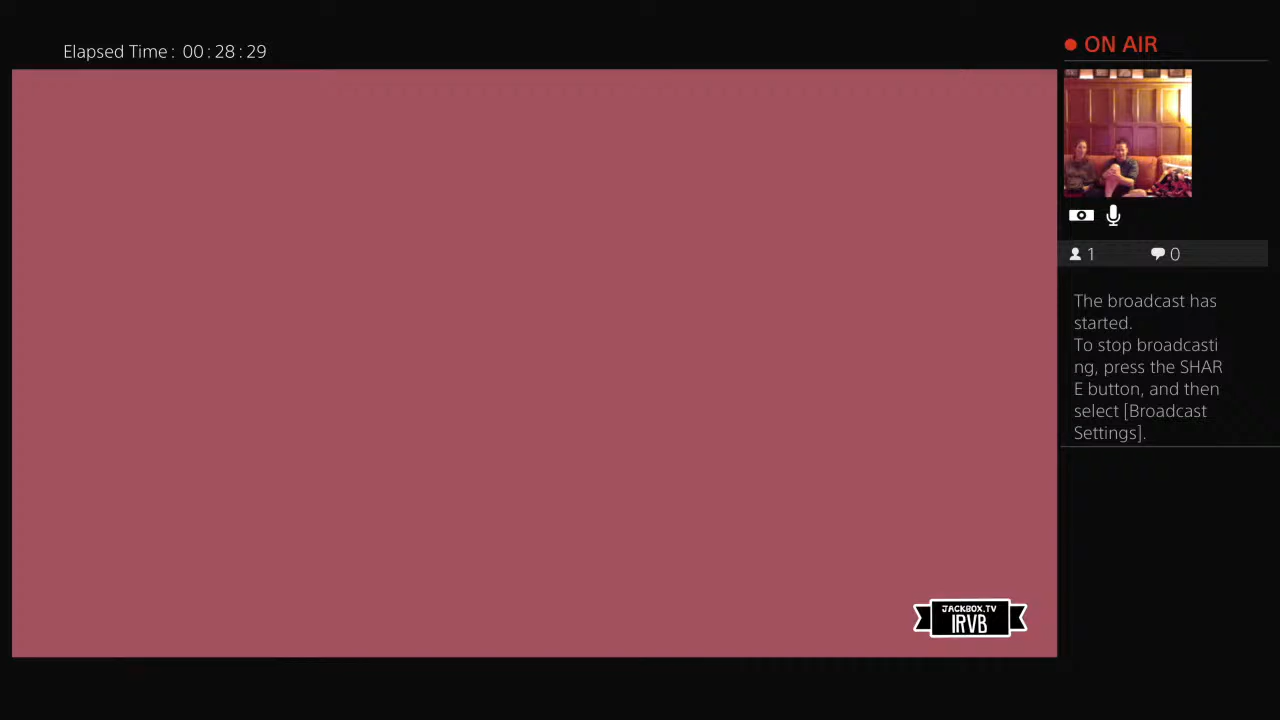 Elapsed Time : 00 : 28 : 29
ON AIR
1
0
The broadcast has
started.
To stop broadcasti
ng, press the SHAR
E button, and then
select [Broadcast
Settings].
JACKBOX.TV
IRVB